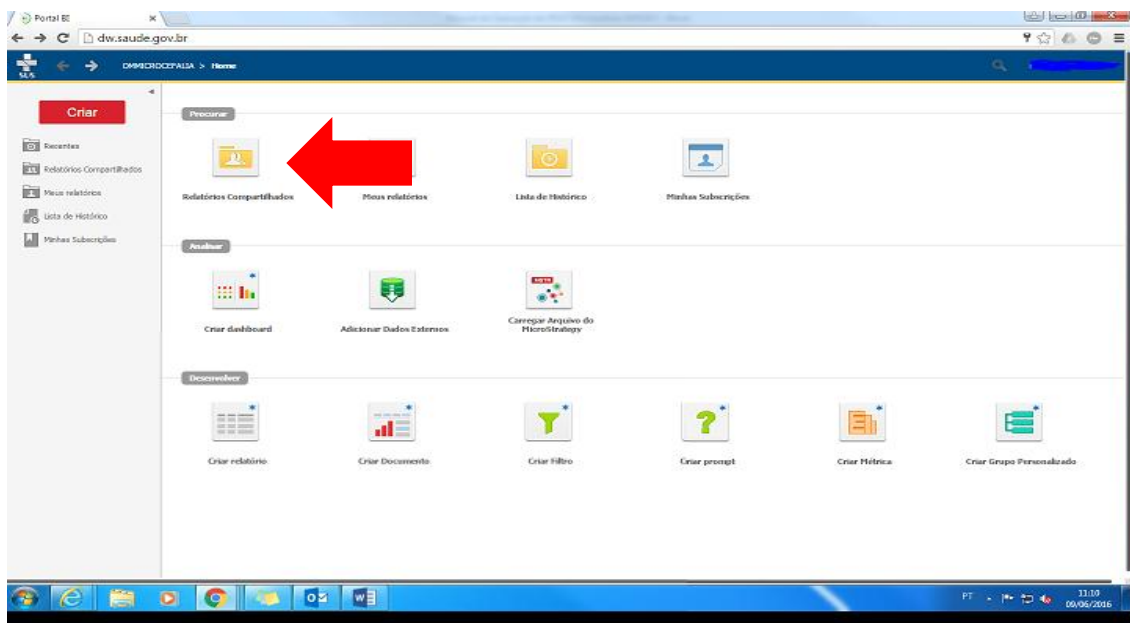 Portal BI
dw.saude.gov.br
SUS
DMMICROCEFALIA > Home
Criar
Recentes
Relatórios Compartilhados
Meus relatórios
Lista de Histórico
Minhas Subscrições
Procurar
Relatórios Compartilhados
Meus relatórios
Lista de Histórico
Minhas Subscrições
Analisar
Criar dashboard
Adicionar Dados Externos
Carregar Arquivo do
MicroStrategy
Desenvolver
Criar relatório
Criar Documento
Criar Filtro
Criar prompt
Criar Métrica
Criar Grupo Personalizado
PT
11:10
09/06/2016